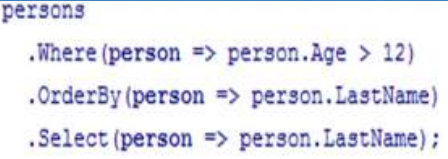 persons
.Where(person => person.Age > 12)
.OrderBy(person => person.LastName)
.Select(person => person.LastName);